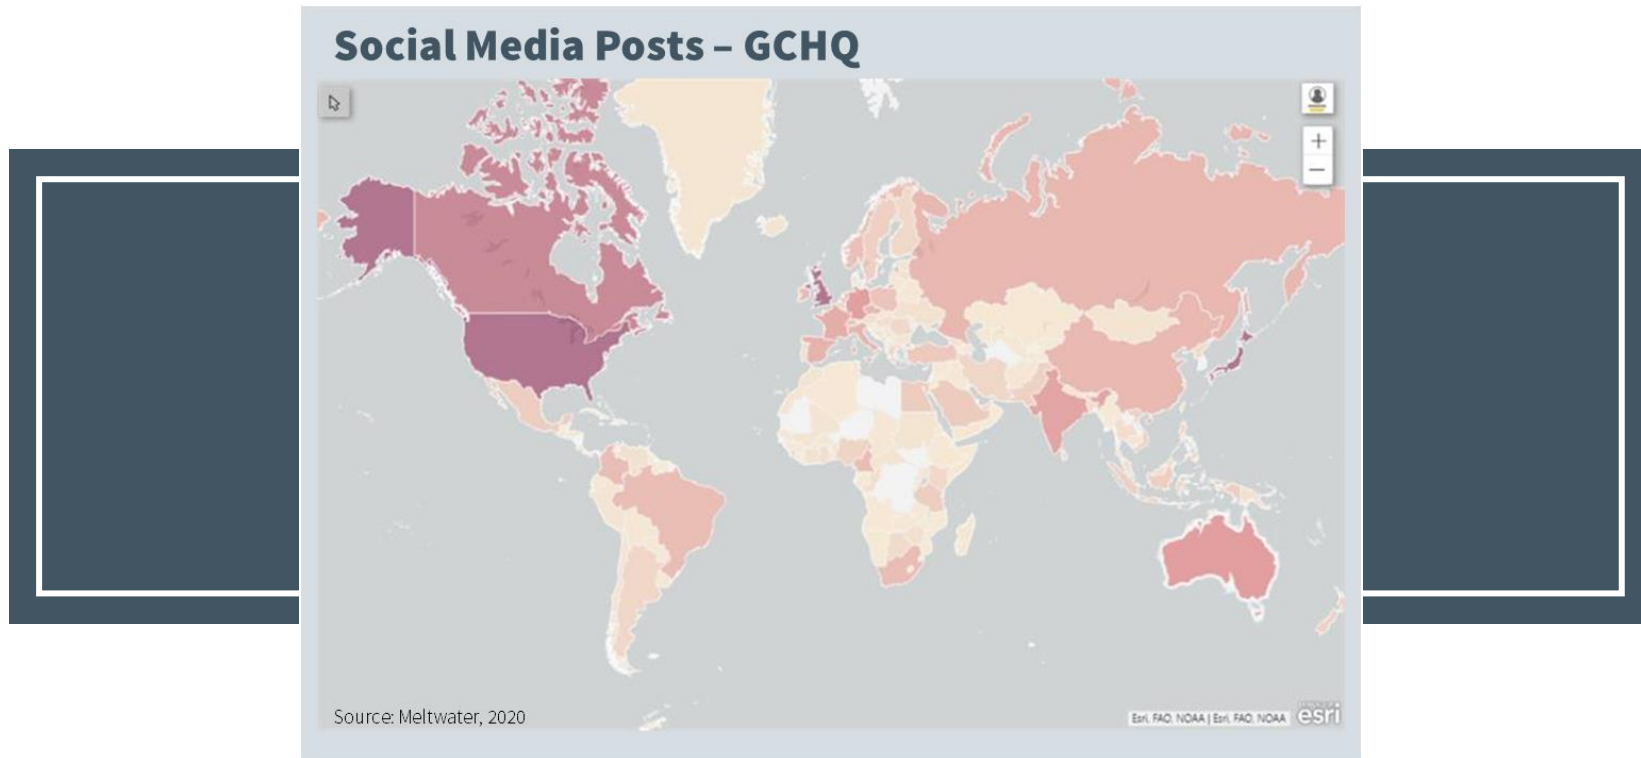 Social Media Posts – GCHQ
+
−
Source: Meltwater, 2020
Esri, FAO, NOAA | Esri, FAO, NOAA
esri